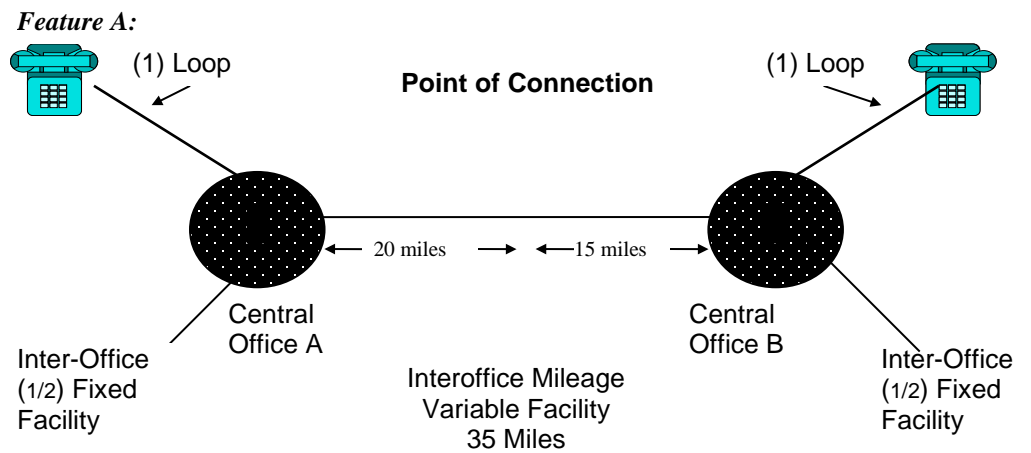 Feature A:
(1) Loop
Point of Connection
(1) Loop
20 miles
15 miles
Central
Office A
Central
Office B
Inter-Office
(1/2) Fixed
Facility
Interoffice Mileage
Variable Facility
35 Miles
Inter-Office
(1/2) Fixed
Facility